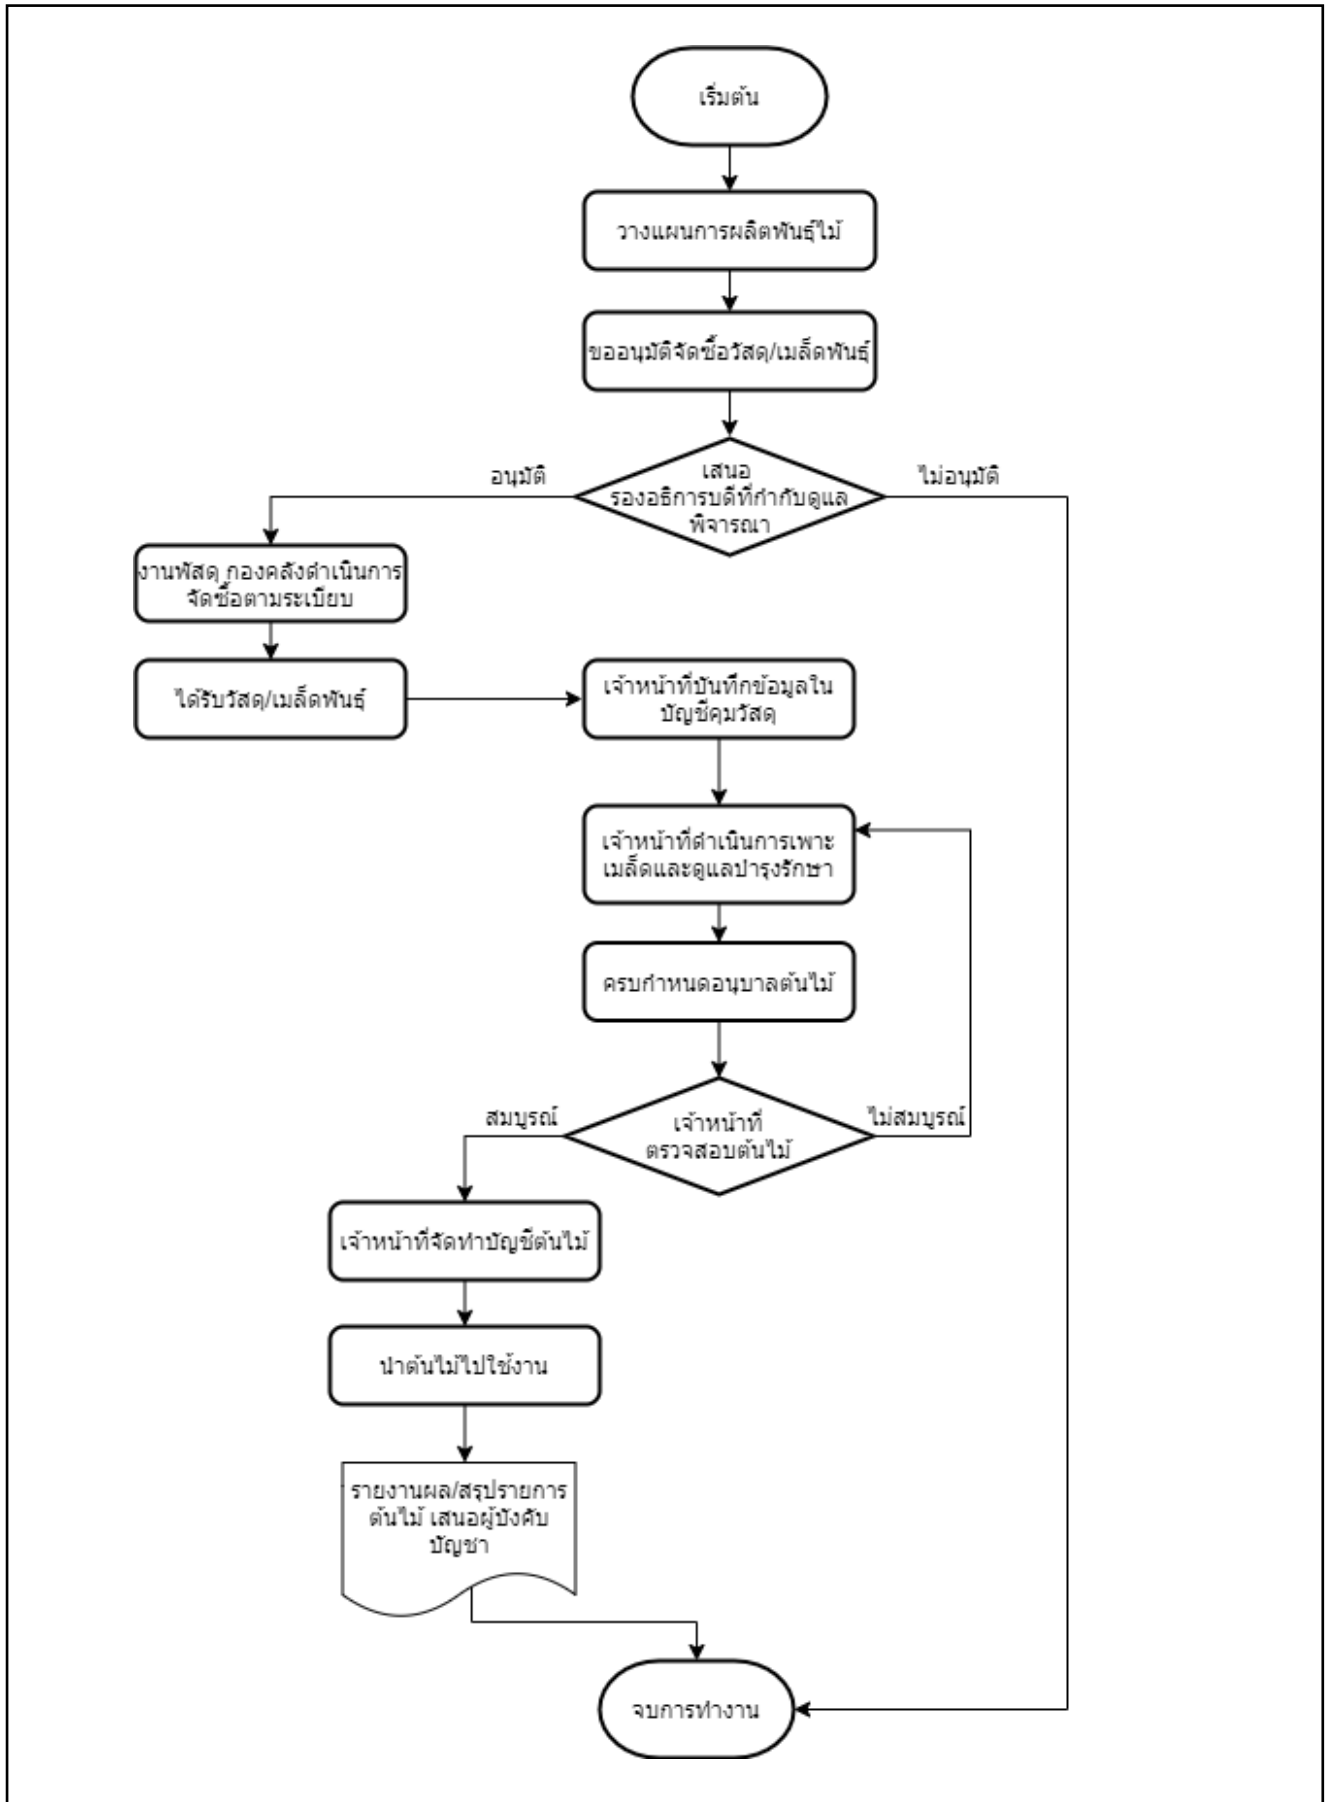 เริ่มต้น
วางแผนการผลิตพันธุ์ไม้
ขออนุมัติจัดซื้อวัสดุ/เมล็ดพันธุ์
เสนอ
รองอธิการบดีที่กำกับดูแล
พิจารณา
อนุมัติ
ไม่อนุมัติ
งานพัสดุ กองคลังดำเนินการ
จัดซื้อตามระเบียบ
ได้รับวัสดุ/เมล็ดพันธุ์
เจ้าหน้าที่บันทึกข้อมูลใน
บัญชีคุมวัสดุ
เจ้าหน้าที่ดำเนินการเพาะ
เมล็ดและดูแลบำรุงรักษา
ครบกำหนดอนุบาลต้นไม้
เจ้าหน้าที่
ตรวจสอบต้นไม้
สมบูรณ์
ไม่สมบูรณ์
เจ้าหน้าที่จัดทำบัญชีต้นไม้
นำต้นไม้ไปใช้งาน
รายงานผล/สรุปรายการ
ต้นไม้ เสนอผู้บังคับ
บัญชา
จบการทำงาน